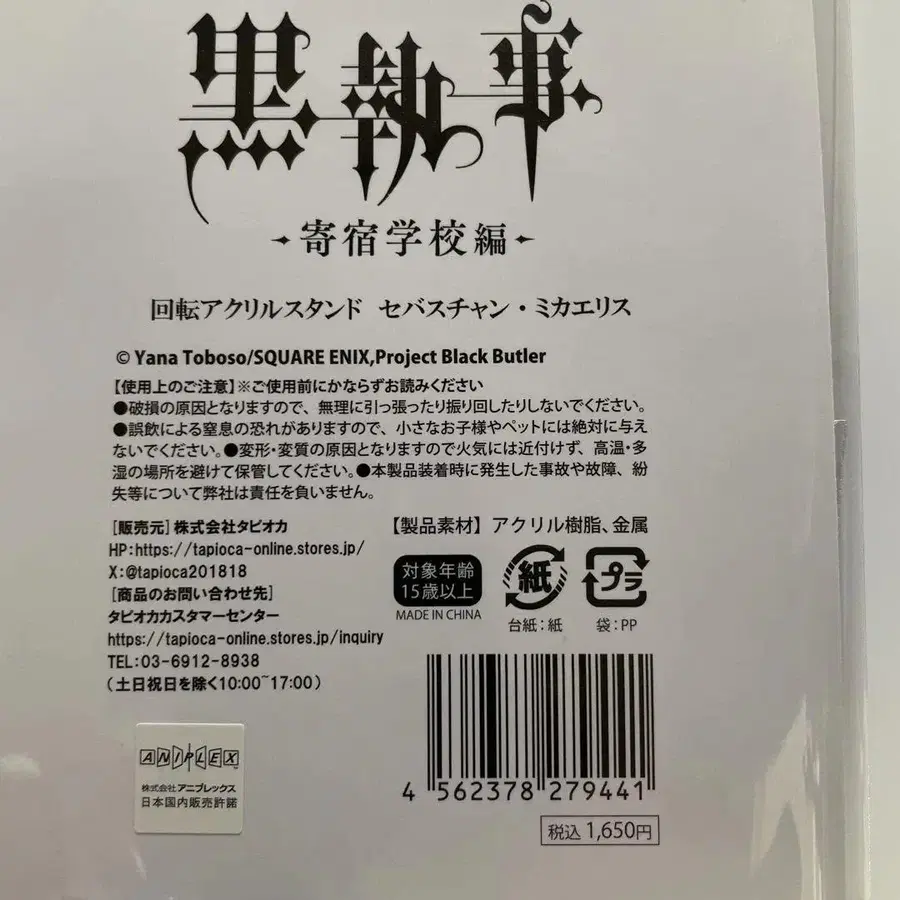 黒執事
寄宿学校編
回転アクリルスタンド セバスチャン・ミカエリス
© Yana Toboso/SQUARE ENIX,Project Black Butler
【使用上のご注意】※ご使用前にかならずお読みください
●破損の原因となりますので、無理に引っ張ったり振り回したりしないでください。
●誤飲による窒息の恐れがありますので、小さなお子様やペットには絶対に与え
ないでください。●変形・変質の原因となりますので火気には近付けず、高温・多
湿の場所を避けて保管してください。●本製品装着時に発生した事故や故障、紛
失等について弊社は責任を負いません。
[販売元] 株式会社タピオカ
HP:https://tapioca-online.stores.jp/
X:@tapioca201818
[商品のお問い合わせ先]
タピオカカスタマーセンター
https://tapioca-online.stores.jp/inquiry
TEL:03-6912-8938
(土日祝日を除く10:00~17:00)
【製品素材】 アクリル樹脂、金属
対象年齢
15歳以上
MADE IN CHINA
紙
台紙:紙
プラ
袋:PP
4 562378 279441
税込 1,650円
ANIPLEX
株式会社 アニプレックス
日本国内販売許諾